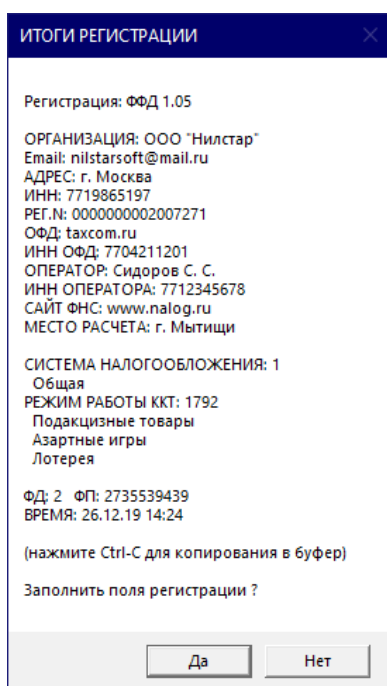 ИТОГИ РЕГИСТРАЦИИ
Регистрация: ФФД 1.05
ОРГАНИЗАЦИЯ: ООО "Нилстар"
Email: nilstarsoft@mail.ru
АДРЕС: г. Москва
ИНН: 7719865197
РЕГ.N: 0000000002007271
ОФД: taxcom.ru
ИНН ОФД: 7704211201
ОПЕРАТОР: Сидоров С. С.
ИНН ОПЕРАТОРА: 7712345678
САЙТ ФНС: www.nalog.ru
МЕСТО РАСЧЕТА: г. Мытищи
СИСТЕМА НАЛОГООБЛОЖЕНИЯ: 1
Общая
РЕЖИМ РАБОТЫ ККТ: 1792
Подакцизные товары
Азартные игры
Лотерея
ФД: 2 ФП: 2735539439
ВРЕМЯ: 26.12.19 14:24
(нажмите Ctrl-C для копирования в буфер)
Заполнить поля регистрации ?
Да Нет